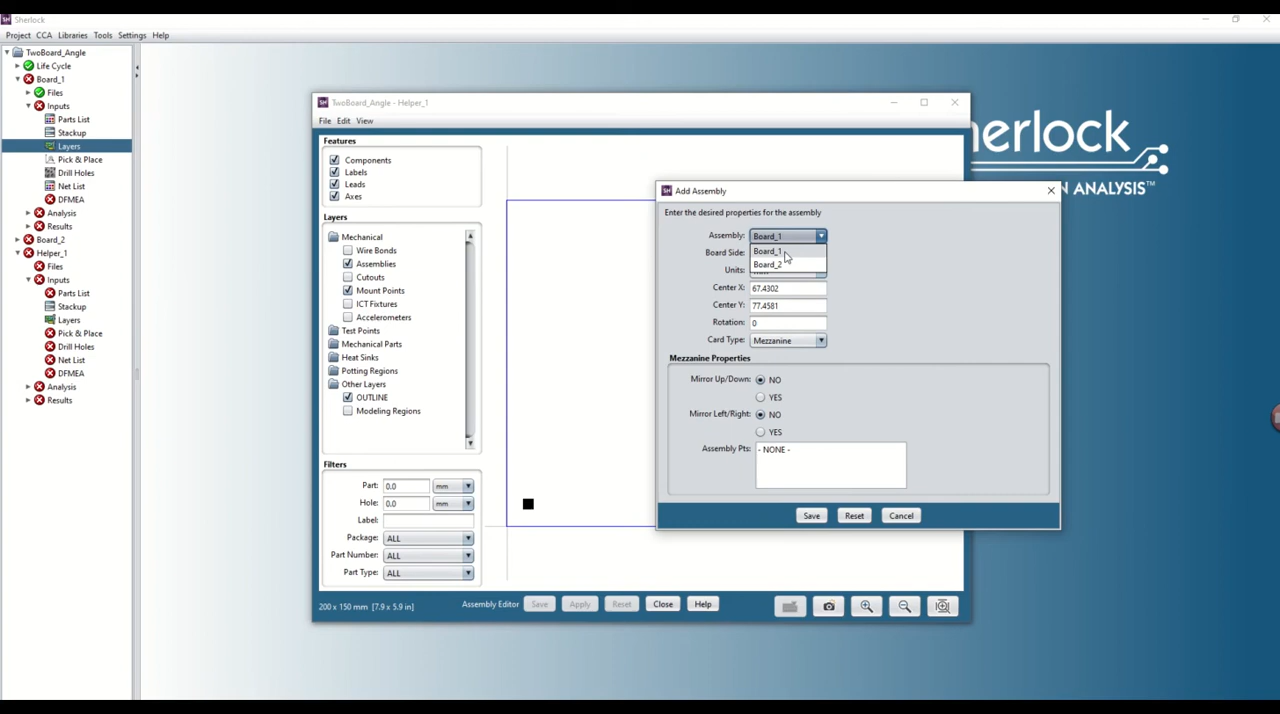 Sherlock
Project CCA Libraries Tools Settings Help
TwoBoard_Angle
Life Cycle
Board_1
Files
Inputs
Parts List
Stackup
Layers
Pick & Place
Drill Holes
Net List
DFMEA
Analysis
Results
Board_2
Helper_1
Files
Inputs
Parts List
Stackup
Layers
Pick & Place
Drill Holes
Net List
DFMEA
Analysis
Results
TwoBoard_Angle - Helper_1
File Edit View
Features
Components
Labels
Leads
Axes
Layers
Mechanical
Wire Bonds
Assemblies
Cutouts
Mount Points
ICT Fixtures
Accelerometers
Test Points
Mechanical Parts
Heat Sinks
Potting Regions
Other Layers
OUTLINE
Modeling Regions
Filters
Part: 0.0 mm
Hole: 0.0 mm
Label:
Package: ALL
Part Number: ALL
Part Type: ALL
200 x 150 mm [7.9 x 5.9 in]
Assembly Editor Save Apply Reset Close Help
Add Assembly
Enter the desired properties for the assembly
Assembly: Board_1
Board_1
Board_2
Board Side:
Units:
Center X: 67.4302
Center Y: 77.4581
Rotation: 0
Card Type: Mezzanine
Mezzanine Properties
Mirror Up/Down: NO
YES
Mirror Left/Right: NO
YES
Assembly Pts: - NONE -
Save Reset Cancel
herlock
N ANALYSIS™